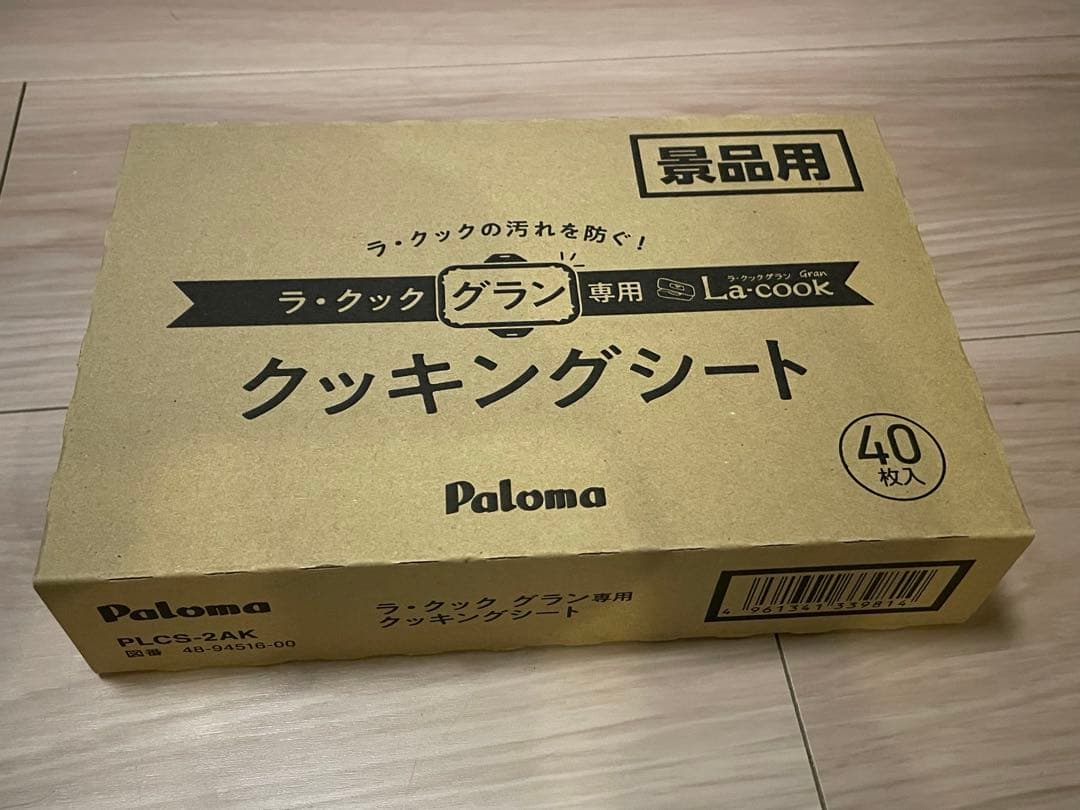 景品用
ラ・クックの汚れを防ぐ!
ラ・クック グラン 専用 ラ・クックグラン Gran La-cook
クッキングシート
40
枚入
Paloma
Paloma
PLCS-2AK
図番 48-94516-00
ラ・クック グラン専用
クッキングシート
4 961341 339814